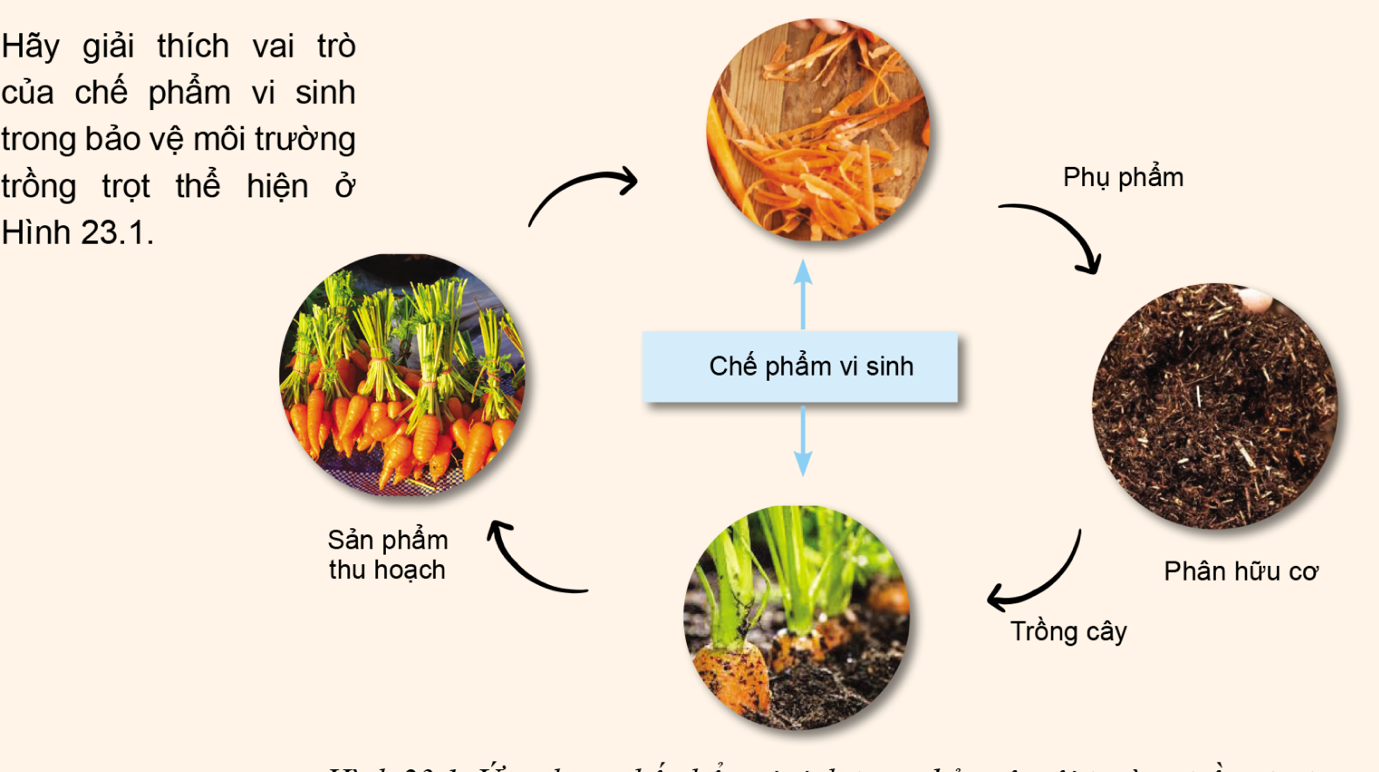 Hãy giải thích vai trò
của chế phẩm vi sinh
trong bảo vệ môi trường
trồng trọt thể hiện ở
Hình 23.1.
Phụ phẩm
Chế phẩm vi sinh
Sản phẩm
thu hoạch
Phân hữu cơ
Trồng cây